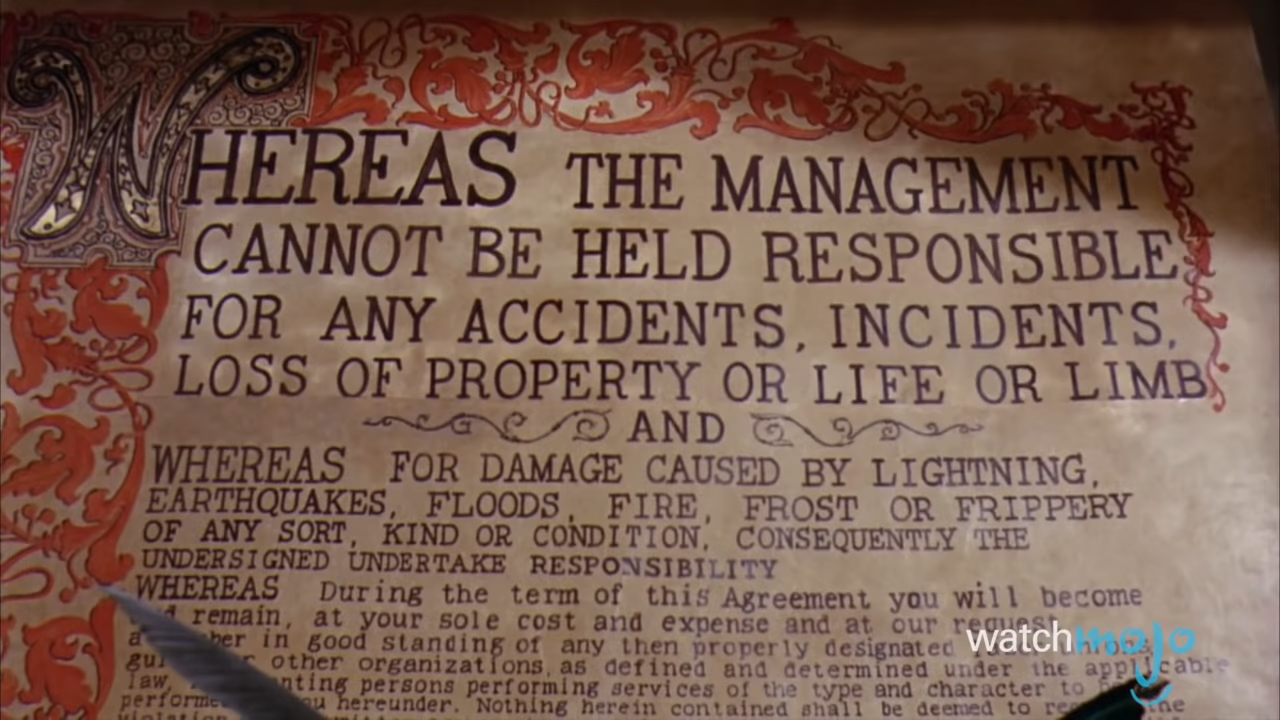 WHEREAS THE MANAGEMENT
CANNOT BE HELD RESPONSIBLE
FOR ANY ACCIDENTS, INCIDENTS,
LOSS OF PROPERTY OR LIFE OR LIMB
AND
WHEREAS FOR DAMAGE CAUSED BY LIGHTNING,
EARTHQUAKES, FLOODS, FIRE, FROST OR FRIPPERY
OF ANY SORT, KIND OR CONDITION, CONSEQUENTLY THE
UNDERSIGNED UNDERTAKE RESPONSIBILITY
WHEREAS During the term of this Agreement you will become
remain, at your sole cost and expense and at our request
in good standing of any then properly designated
other organizations, as defined and determined under the applicable
law, persons performing services of the type and character to
hereunder. Nothing herein contained shall be deemed to
watchmojo